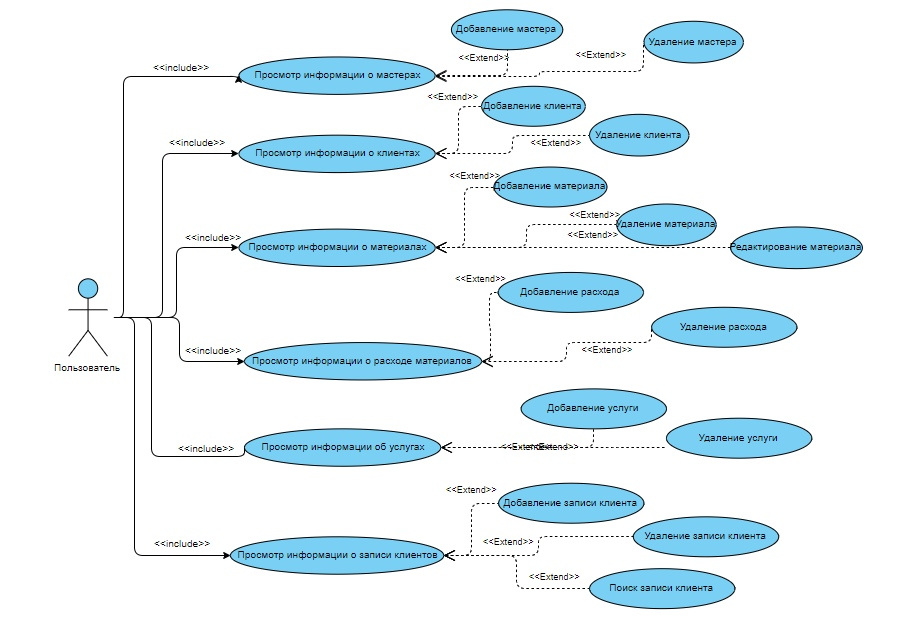 Добавление мастера
Удаление мастера
<<Extend>>
<<Extend>>
<<include>>
Просмотр информации о мастерах
<<Extend>>
Добавление клиента
Удаление клиента
<<include>>
<<Extend>>
Просмотр информации о клиентах
<<Extend>>
Добавление материала
<<Extend>>
Удаление материала
<<include>>
<<Extend>>
Просмотр информации о материалах
Редактирование материала
<<Extend>>
Добавление расхода
Удаление расхода
<<include>>
<<Extend>>
Просмотр информации о расходе материалов
Пользователь
Добавление услуги
Удаление услуги
<<include>>
Просмотр информации об услугах
<<Extend>>
<<Extend>>
<<Extend>>
Добавление записи клиента
Удаление записи клиента
<<include>>
<<Extend>>
Просмотр информации о записи клиентов
<<Extend>>
Поиск записи клиента